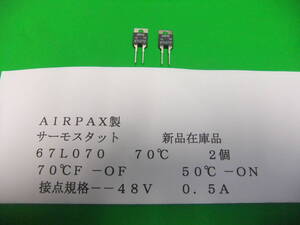 ＡＩＲＰＡＸ製
サーモスタット　　　新品在庫品
６７Ｌ０７０　　７０℃　　２個
７０℃Ｆ－ＯＦ　　　５０℃－ＯＮ
接点規格－－４８Ｖ　　０．５Ａ